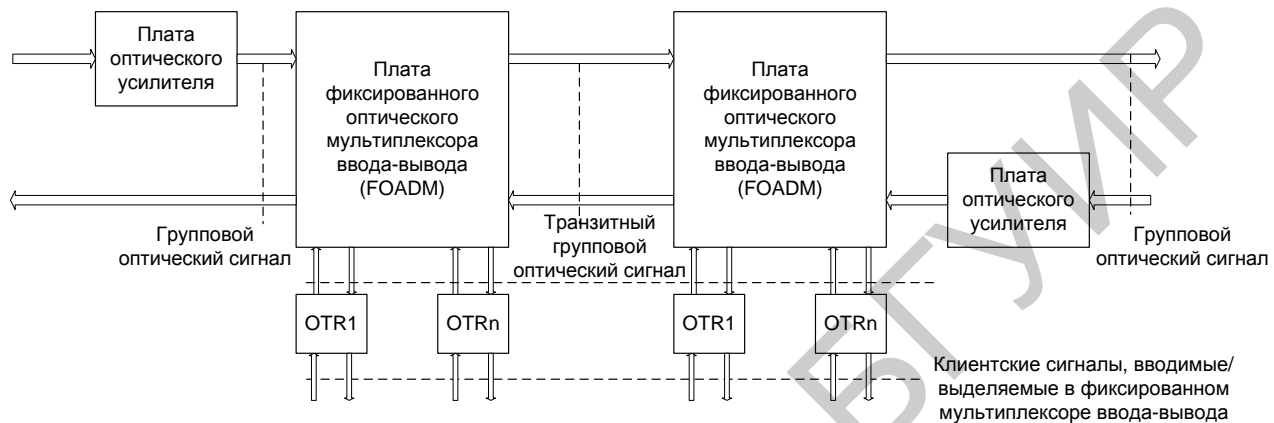 Плата
оптического
усилителя
Плата
фиксированного
оптического
мультиплексора
ввода-вывода
(FOADM)
Плата
фиксированного
оптического
мультиплексора
ввода-вывода
(FOADM)
Плата
оптического
усилителя
Групповой
оптический сигнал
Транзитный
групповой
оптический сигнал
Групповой
оптический сигнал
OTR1
OTRn
OTR1
OTRn
Клиентские сигналы, вводимые/
выделяемые в фиксированном
мультиплексоре ввода-вывода
БГУИР